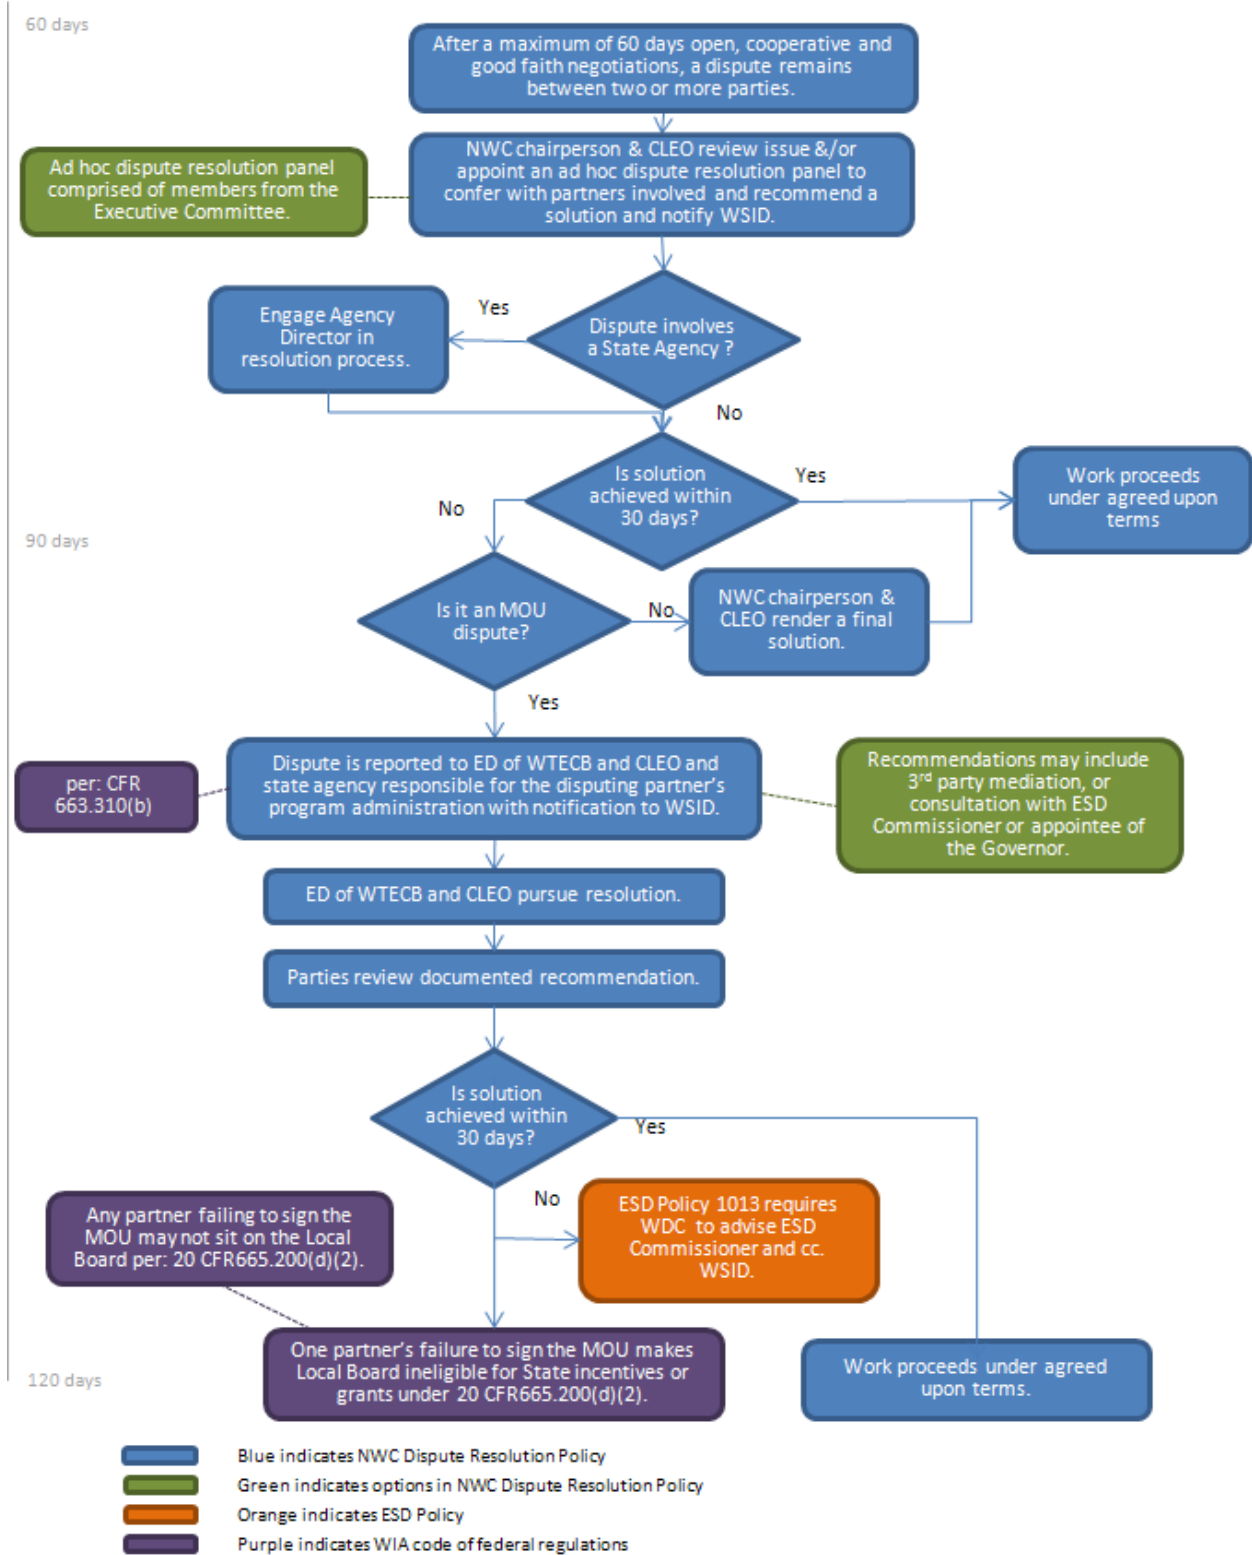 60 days
After a maximum of 60 days open, cooperative and
good faith negotiations, a dispute remains
between two or more parties.
NWC chairperson & CLEO review issue &/or
appoint an ad hoc dispute resolution panel to
confer with partners involved and recommend a
solution and notify WSID.
Ad hoc dispute resolution panel
comprised of members from the
Executive Committee.
Dispute involves
a State Agency ?
Yes
Engage Agency
Director in
resolution process.
No
Is solution
achieved within
30 days?
Yes
Work proceeds
under agreed upon
terms
No
90 days
Is it an MOU
dispute?
No
NWC chairperson &
CLEO render a final
solution.
Yes
per: CFR
663.310(b)
Dispute is reported to ED of WTECB and CLEO and
state agency responsible for the disputing partner's
program administration with notification to WSID.
Recommendations may include
3rd party mediation, or
consultation with ESD
Commissioner or appointee of
the Governor.
ED of WTECB and CLEO pursue resolution.
Parties review documented recommendation.
Is solution
achieved within
30 days?
Yes
No
ESD Policy 1013 requires
WDC to advise ESD
Commissioner and cc.
WSID.
Any partner failing to sign the
MOU may not sit on the Local
Board per: 20 CFR665.200(d)(2).
One partner's failure to sign the MOU makes
Local Board ineligible for State incentives or
grants under 20 CFR665.200(d)(2).
Work proceeds under agreed
upon terms.
120 days
Blue indicates NWC Dispute Resolution Policy
Green indicates options in NWC Dispute Resolution Policy
Orange indicates ESD Policy
Purple indicates WIA code of federal regulations